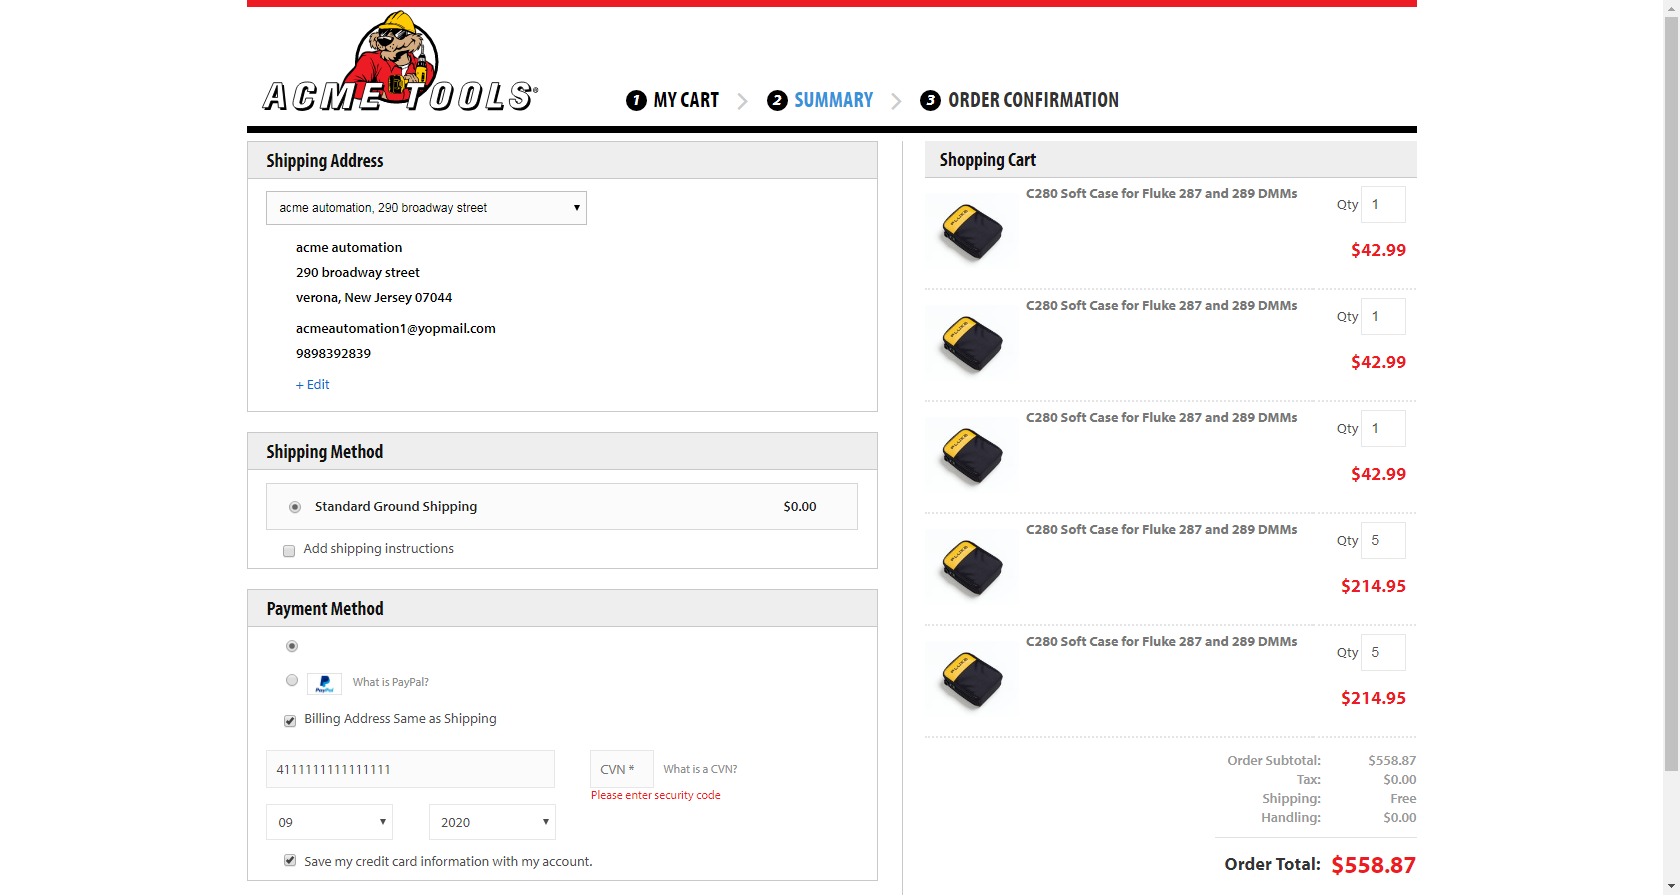 ACME TOOLS®
1 MY CART
2 SUMMARY
3 ORDER CONFIRMATION
Shipping Address
acme automation, 290 broadway street
acme automation
290 broadway street
verona, New Jersey 07044
acmeautomation1@yopmail.com
9898392839
+ Edit
Shipping Method
Standard Ground Shipping $0.00
Add shipping instructions
Payment Method
PayPal What is PayPal?
Billing Address Same as Shipping
4111111111111111 CVN * What is a CVN?
Please enter security code
09 2020
Save my credit card information with my account.
Shopping Cart
C280 Soft Case for Fluke 287 and 289 DMMs
Qty 1
FLUKE
$42.99
C280 Soft Case for Fluke 287 and 289 DMMs
Qty 1
FLUKE
$42.99
C280 Soft Case for Fluke 287 and 289 DMMs
Qty 1
FLUKE
$42.99
C280 Soft Case for Fluke 287 and 289 DMMs
Qty 5
FLUKE
$214.95
C280 Soft Case for Fluke 287 and 289 DMMs
Qty 5
FLUKE
$214.95
Order Subtotal: $558.87
Tax: $0.00
Shipping: Free
Handling: $0.00
Order Total: $558.87